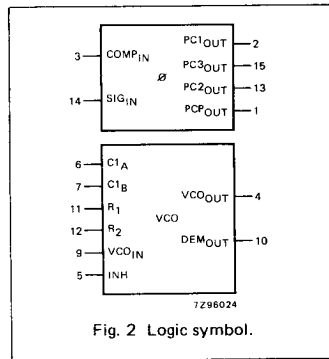 3 COMP_IN PC1_OUT 2
PC3_OUT 15
Ø
14 SIG_IN PC2_OUT 13
PCP_OUT 1
6 C1_A
7 C1_B VCO_OUT 4
11 R_1
VCO
12 R_2
DEM_OUT 10
9 VCO_IN
5 INH
7Z96024
Fig. 2 Logic symbol.